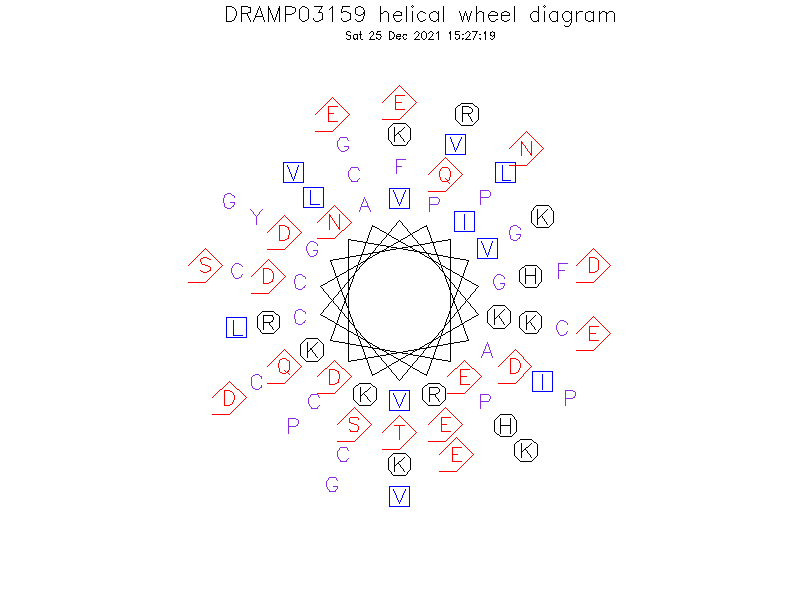 DRAMP03159 helical wheel diagram
Sat 25 Dec 2021 15:27:19
E
E R
K
G V N
F
V C Q L
L V P
G A P
Y N I K
D G
G V
S D
C F
D H
C G
C K
R K
L C
E
K A
Q D
D E
C I
D K R P
C V P
P S E H
T
C E K
K
G
V